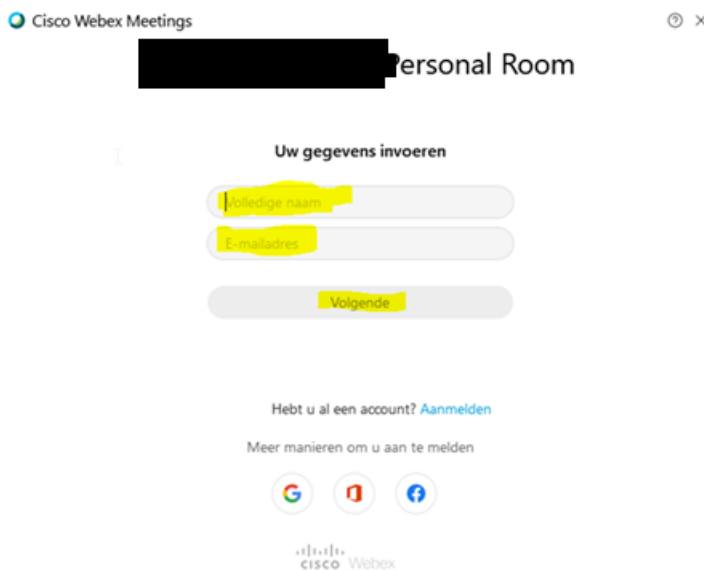 Cisco Webex Meetings
Personal Room
Uw gegevens invoeren
Volledige naam
E-mailadres
Volgende
Hebt u al een account? Aanmelden
Meer manieren om u aan te melden
cisco Webex